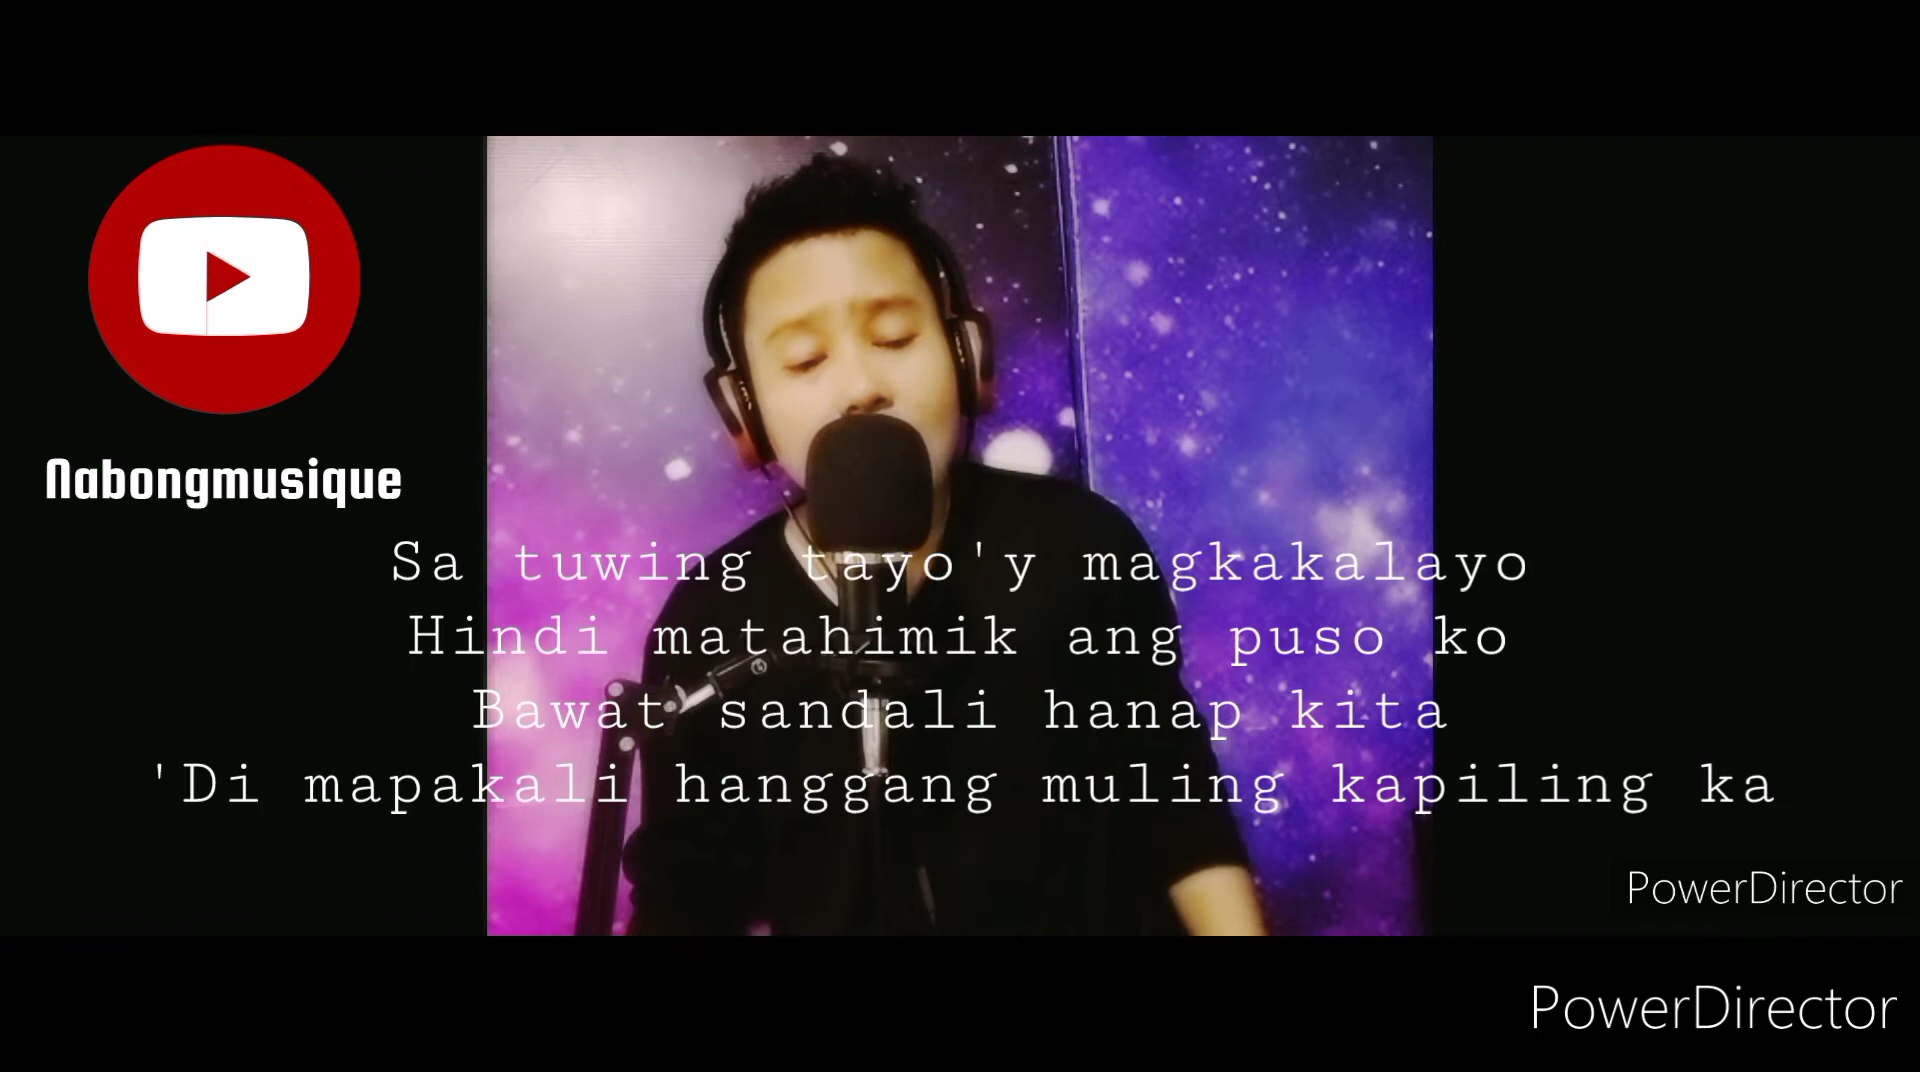 Nabongmusique
Sa tuwing tayo'y magkakalayo
Hindi matahimik ang puso ko
Bawat sandali hanap kita
'Di mapakali hanggang muling kapiling ka
PowerDirector
PowerDirector